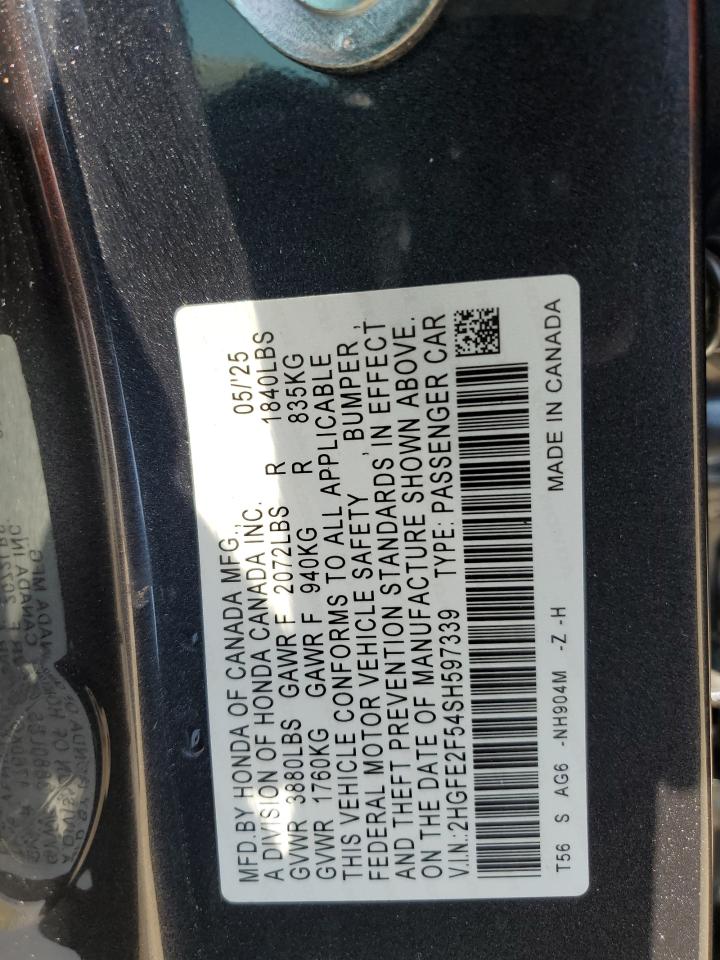 MFD.BY HONDA OF CANADA MFG., 05/'25
A DIVISION OF HONDA CANADA INC.
GVWR 3880LBS GAWR F 2072LBS R 1840LBS
GVWR 1760KG GAWR F 940KG R 835KG
THIS VEHICLE CONFORMS TO ALL APPLICABLE
FEDERAL MOTOR VEHICLE SAFETY , BUMPER ,
AND THEFT PREVENTION STANDARDS IN EFFECT
ON THE DATE OF MANUFACTURE SHOWN ABOVE.
V.I.N.:2HGFE2F54SH597339 TYPE: PASSENGER CAR
T56 S AG6 -NH904M -Z -H MADE IN CANADA